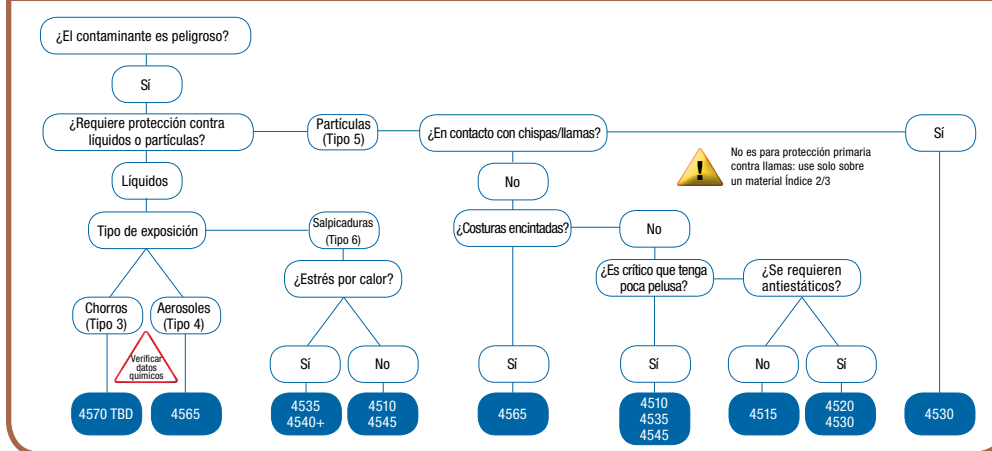 ¿El contaminante es peligroso?
Sí
¿Requiere protección contra
líquidos o partículas?
Partículas
(Tipo 5)
¿En contacto con chispas/llamas?
Sí
No es para protección primaria
contra llamas: use solo sobre
un material Índice 2/3
Líquidos
No
Tipo de exposición
Salpicaduras
(Tipo 6)
¿Costuras encintadas?
No
¿Estrés por calor?
¿Es crítico que tenga
poca pelusa?
¿Se requieren
antiestáticos?
Chorros
(Tipo 3)
Aerosoles
(Tipo 4)
Verificar
datos
químicos
Sí
No
Sí
Sí
No
Sí
4570 TBD
4565
4535
4540+
4510
4545
4565
4510
4535
4545
4515
4520
4530
4530